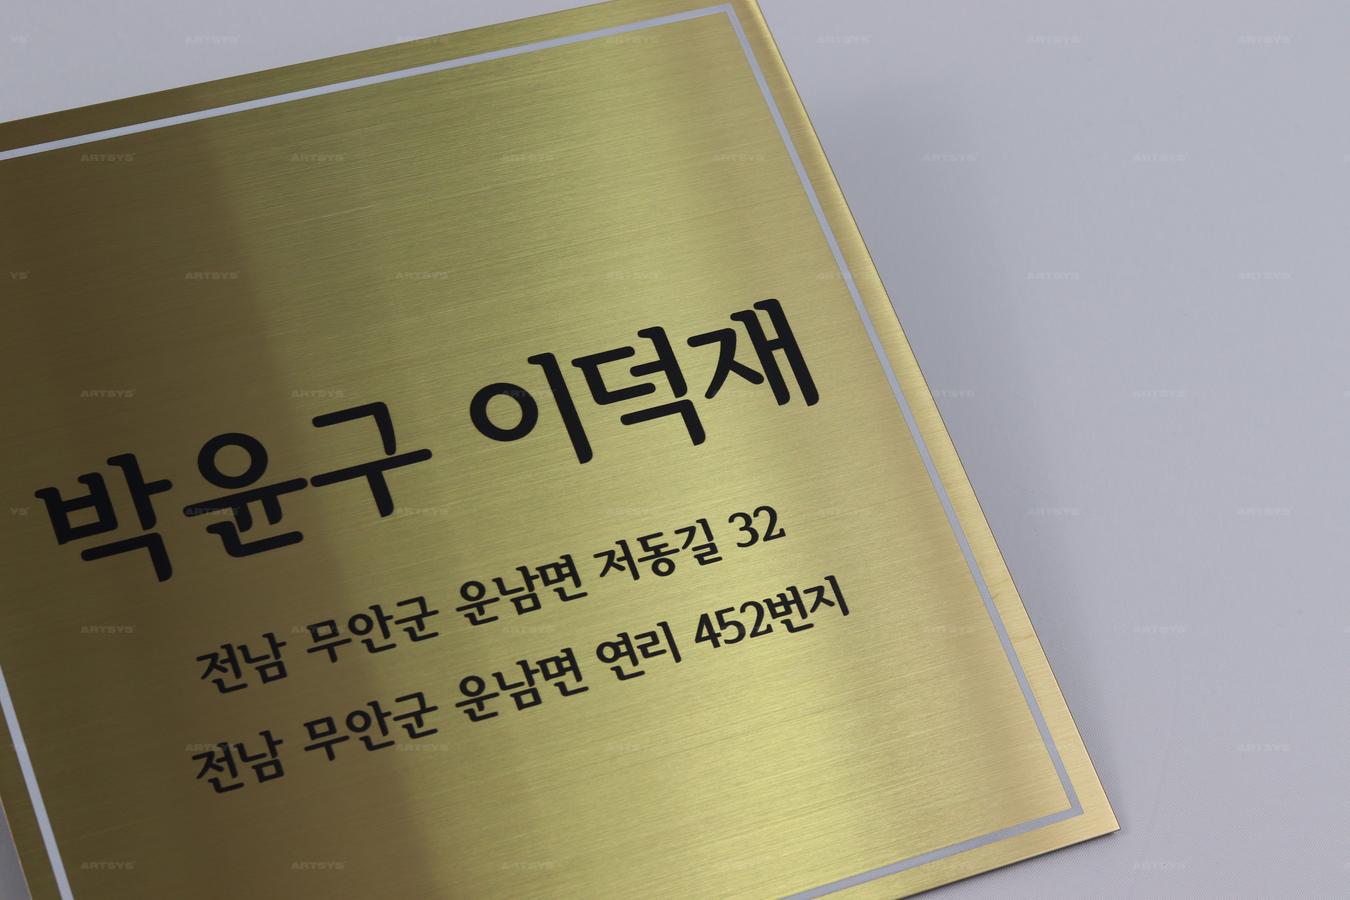 박윤구 이덕재
전남 무안군 운남면 저동길 32
전남 무안군 운남면 연리 452번지
ARTSYS